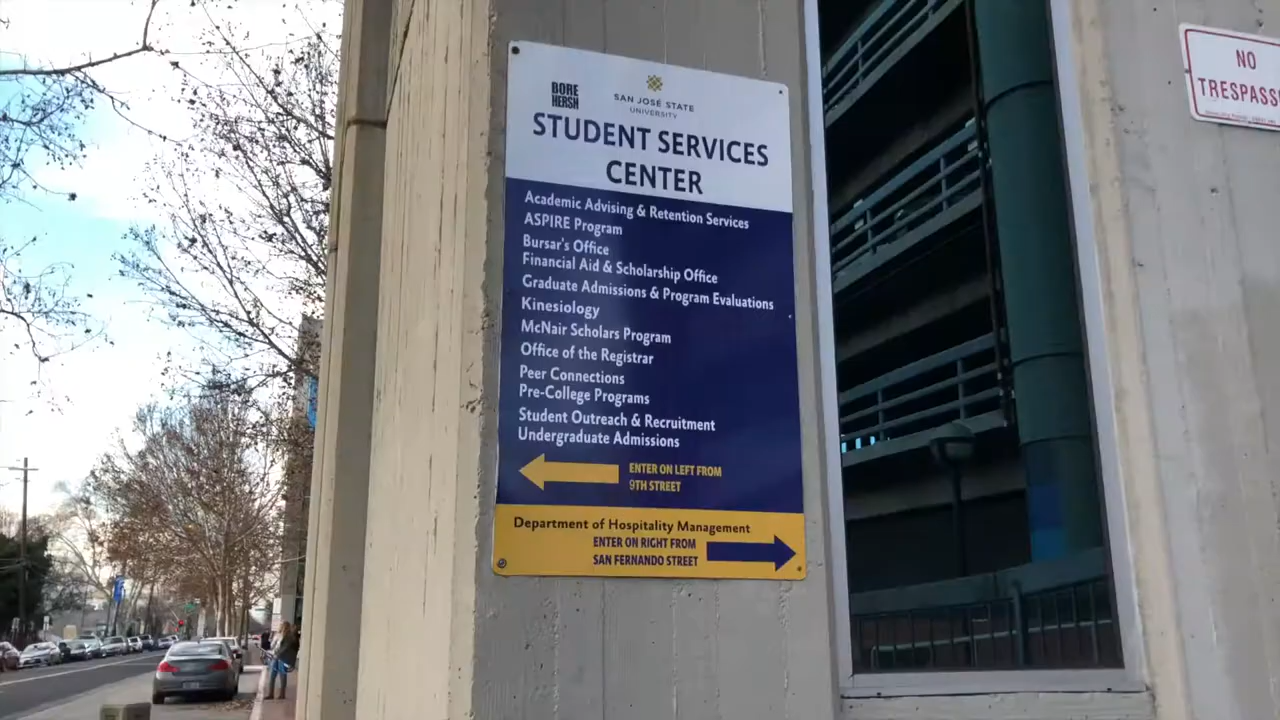 BORE
HERSH
SAN JOSÉ STATE
UNIVERSITY
STUDENT SERVICES
CENTER
Academic Advising & Retention Services
ASPIRE Program
Bursar's Office
Financial Aid & Scholarship Office
Graduate Admissions & Program Evaluations
Kinesiology
McNair Scholars Program
Office of the Registrar
Peer Connections
Pre-College Programs
Student Outreach & Recruitment
Undergraduate Admissions
ENTER ON LEFT FROM
9TH STREET
Department of Hospitality Management
ENTER ON RIGHT FROM
SAN FERNANDO STREET
NO
TRESPASS